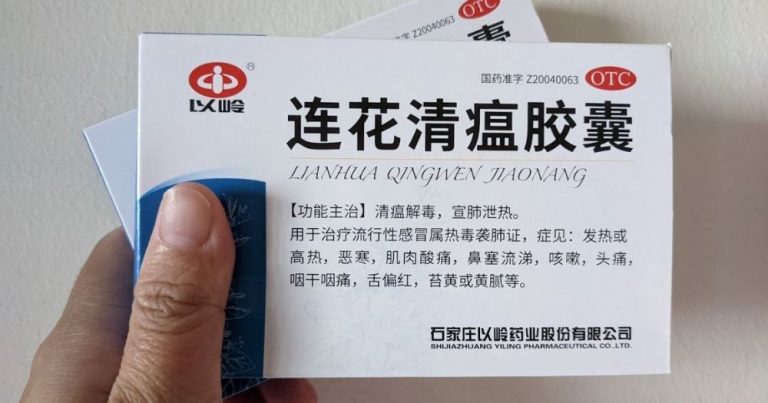 Z20040063 OTC
囊
以岭
国药准字 Z20040063 OTC
连花清瘟胶囊
LIANHUA QINGWEN JIAONANG
【功能主治】清瘟解毒，宣肺泄热。
用于治疗流行性感冒属热毒袭肺证，症见：发热或
高热，恶寒，肌肉酸痛，鼻塞流涕，咳嗽，头痛，
咽干咽痛，舌偏红，苔黄或黄腻等。
石家庄以岭药业股份有限公司
SHIJIAZHUANG YILING PHARMACEUTICAL CO.,LTD.